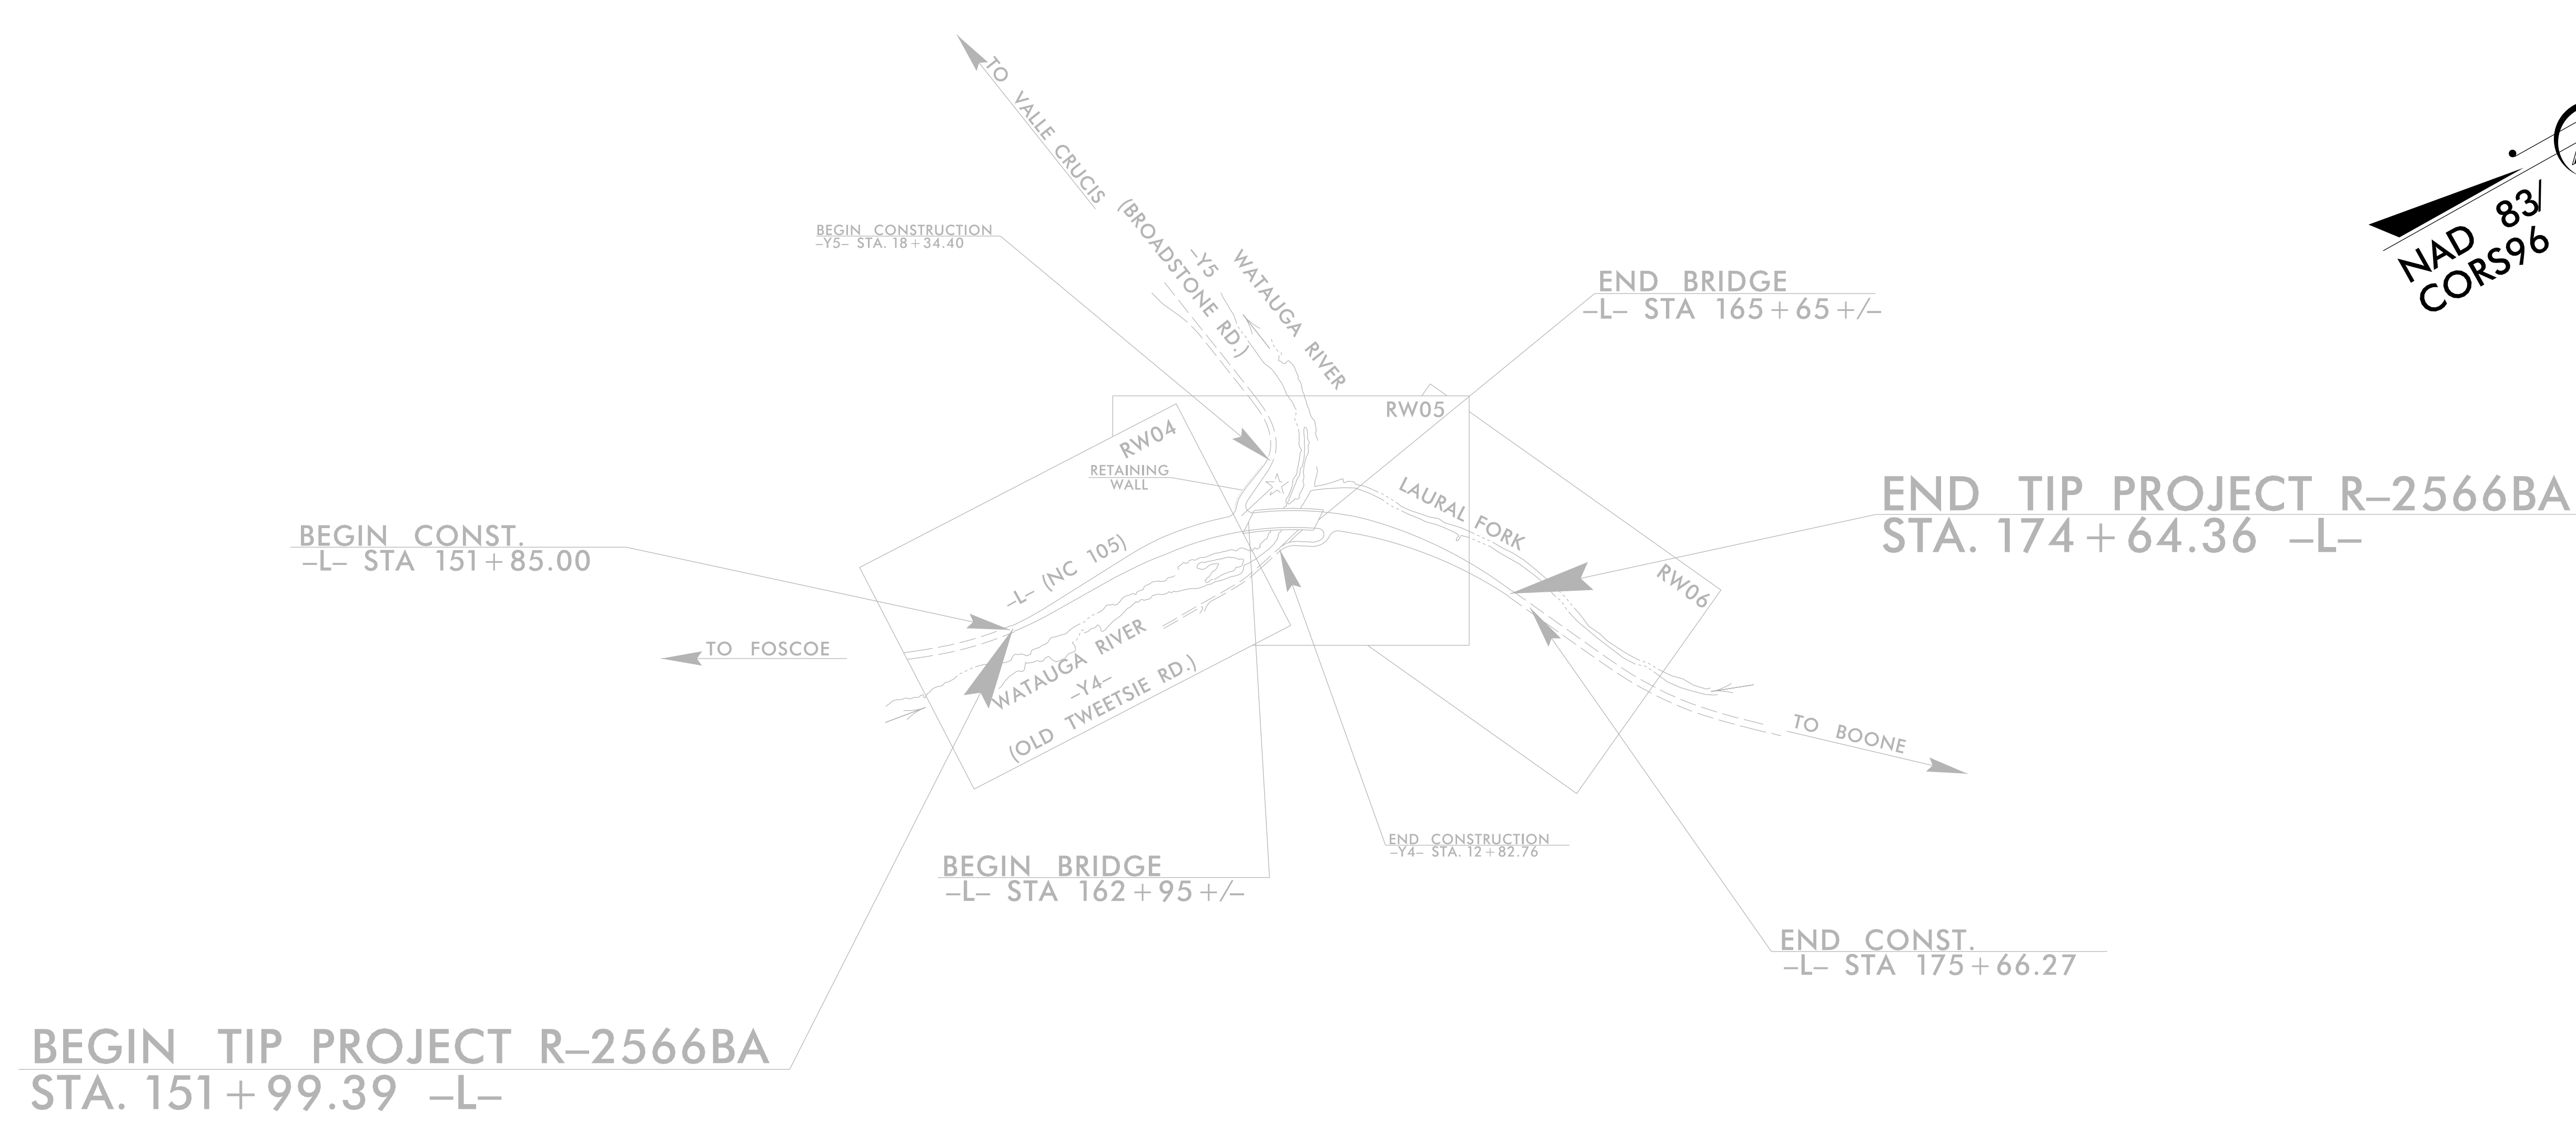 TO VALLE CRUCIS
(BROADSTONE RD.)
–Y5
WATAUGA RIVER
BEGIN CONSTRUCTION
–Y5– STA. 18+34.40
END BRIDGE
–L– STA 165+65+/–
NAD 83/
CORS96
RW05
RW04
RETAINING
WALL
LAURAL FORK
END TIP PROJECT R–2566BA
STA. 174+64.36 –L–
BEGIN CONST.
–L– STA 151+85.00
–L– (NC 105)
RW06
TO FOSCOE
WATAUGA RIVER
–Y4–
(OLD TWEETSIE RD.)
TO BOONE
END CONSTRUCTION
–Y4– STA. 12+82.76
BEGIN BRIDGE
–L– STA 162+95+/–
END CONST.
–L– STA 175+66.27
BEGIN TIP PROJECT R–2566BA
STA. 151+99.39 –L–